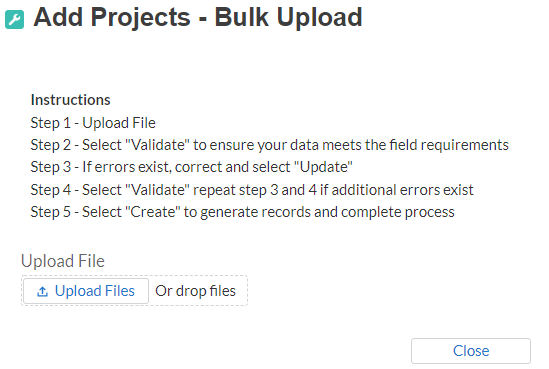 Add Projects - Bulk Upload
Instructions
Step 1 - Upload File
Step 2 - Select "Validate" to ensure your data meets the field requirements
Step 3 - If errors exist, correct and select "Update"
Step 4 - Select "Validate" repeat step 3 and 4 if additional errors exist
Step 5 - Select "Create" to generate records and complete process
Upload File
Upload Files Or drop files
Close